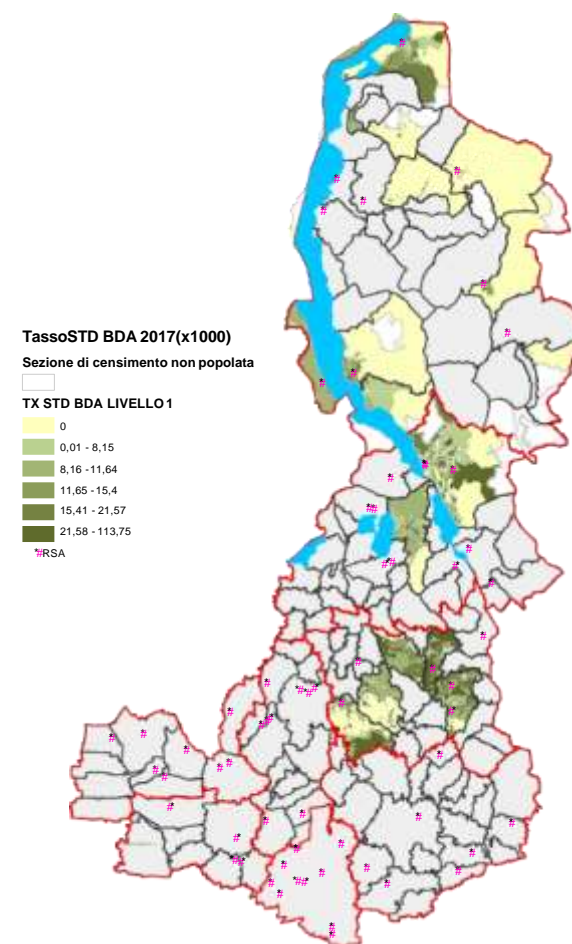 TassoSTD BDA 2017(x1000)
Sezione di censimento non popolata
TX STD BDA LIVELLO 1
0
0,01 - 8,15
8,16 - 11,64
11,65 - 15,4
15,41 - 21,57
21,58 - 113,75
*#RSA